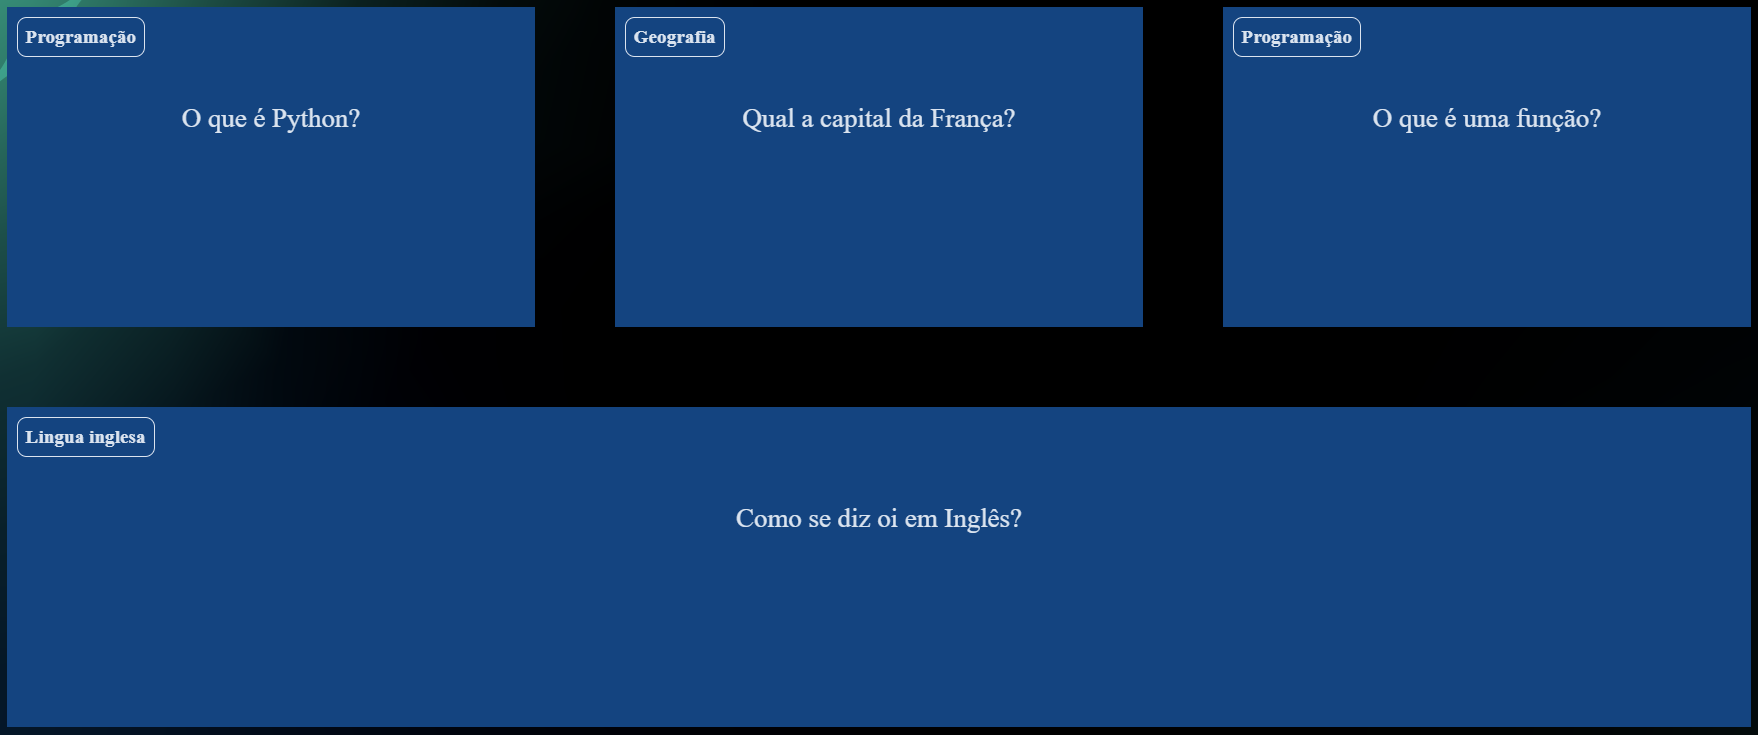 Programação
O que é Python?
Geografia
Qual a capital da França?
Programação
O que é uma função?
Lingua inglesa
Como se diz oi em Inglês?